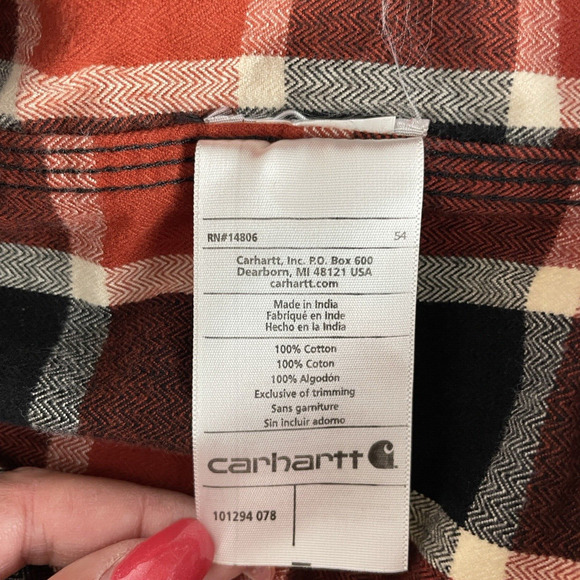 RN#14806 54
Carhartt, Inc. P.O. Box 600
Dearborn, MI 48121 USA
carhartt.com
Made in India
Fabriqué en Inde
Hecho en la India
100% Cotton
100% Coton
100% Algodón
Exclusive of trimming
Sans garniture
Sin incluir adorno
carhartt
101294 078